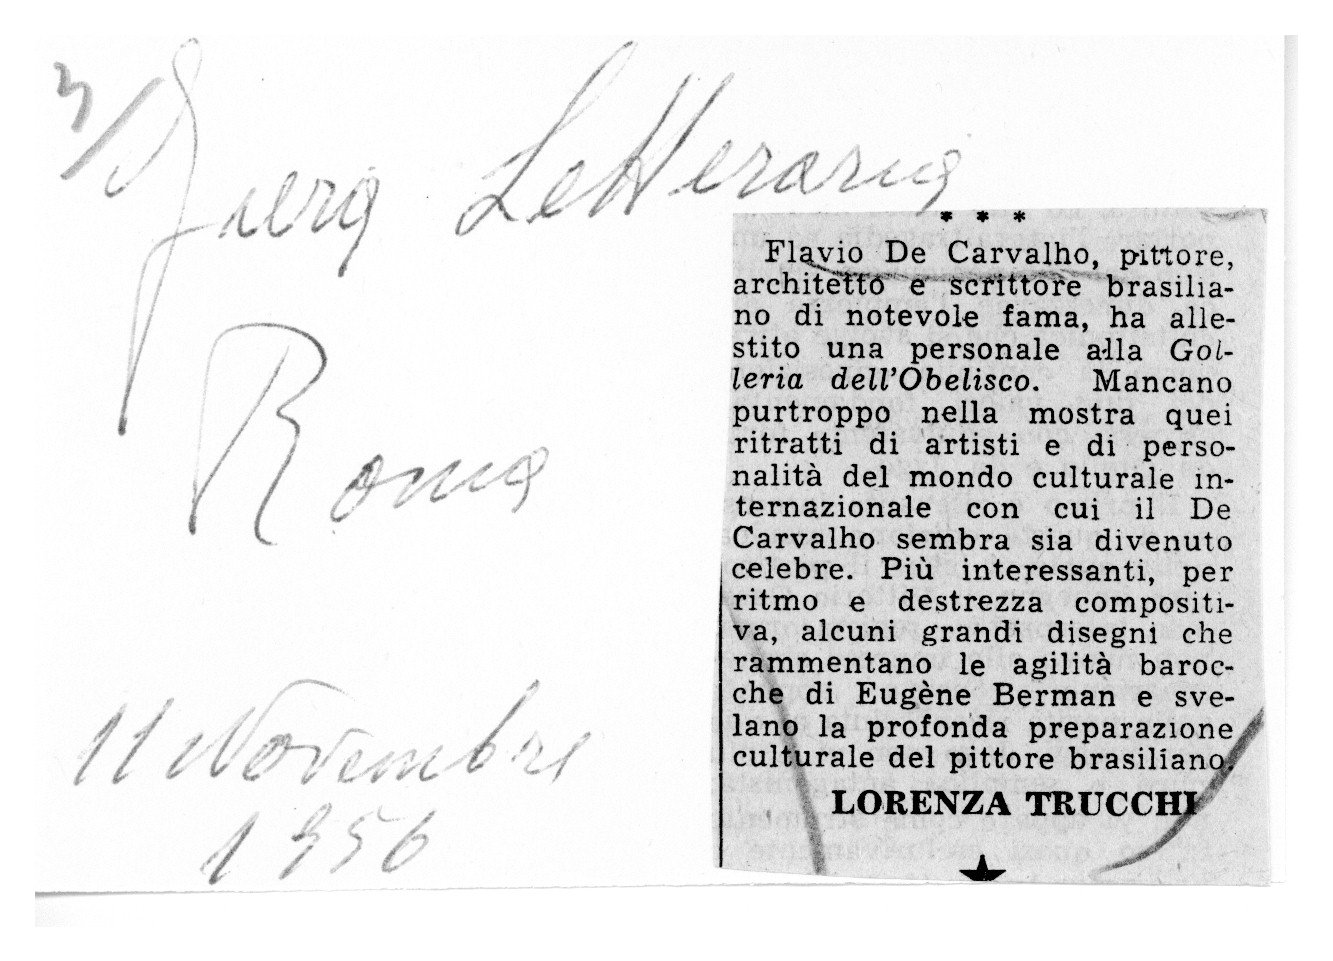 Fiera Letteraria
Roma
11 Novembre
1956
* * *
Flavio De Carvalho, pittore,
architetto e scrittore brasilia-
no di notevole fama, ha alle-
stito una personale alla Gol-
leria dell'Obelisco. Mancano
purtroppo nella mostra quei
ritratti di artisti e di perso-
nalità del mondo culturale in-
ternazionale con cui il De
Carvalho sembra sia divenuto
celebre. Più interessanti, per
ritmo e destrezza compositi-
va, alcuni grandi disegni che
rammentano le agilità baroc-
che di Eugène Berman e sve-
lano la profonda preparazione
culturale del pittore brasiliano.
LORENZA TRUCCHI